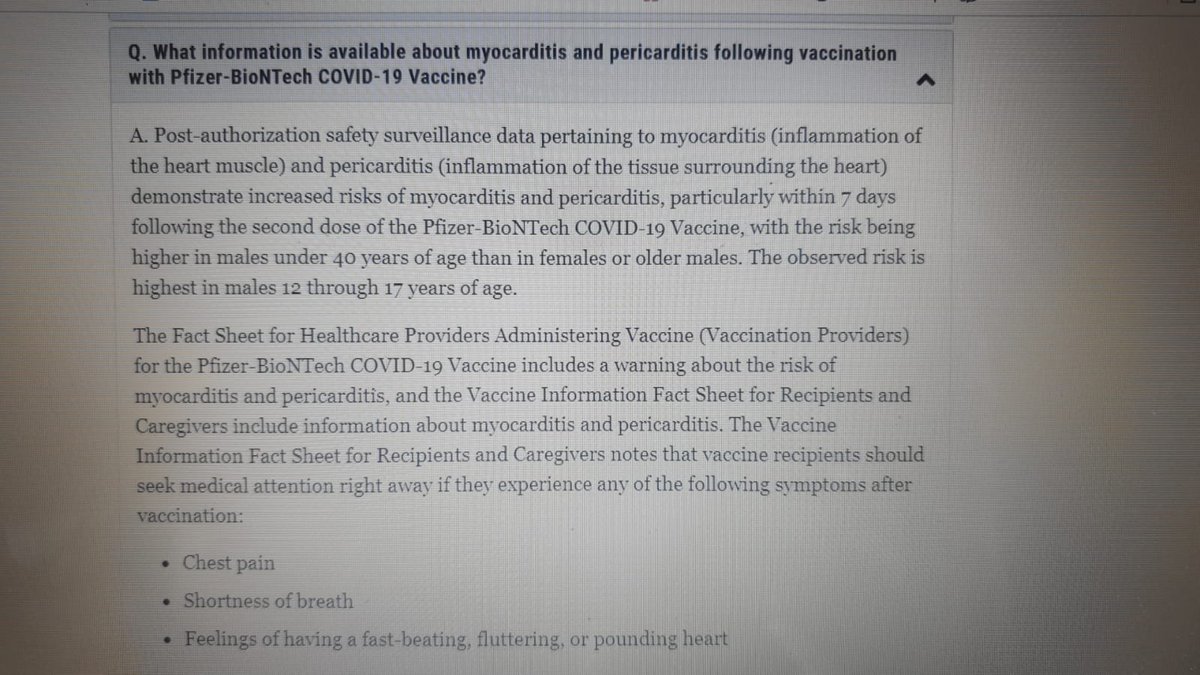 Q. What information is available about myocarditis and pericarditis following vaccination
with Pfizer-BioNTech COVID-19 Vaccine?
A. Post-authorization safety surveillance data pertaining to myocarditis (inflammation of
the heart muscle) and pericarditis (inflammation of the tissue surrounding the heart)
demonstrate increased risks of myocarditis and pericarditis, particularly within 7 days
following the second dose of the Pfizer-BioNTech COVID-19 Vaccine, with the risk being
higher in males under 40 years of age than in females or older males. The observed risk is
highest in males 12 through 17 years of age.
The Fact Sheet for Healthcare Providers Administering Vaccine (Vaccination Providers)
for the Pfizer-BioNTech COVID-19 Vaccine includes a warning about the risk of
myocarditis and pericarditis, and the Vaccine Information Fact Sheet for Recipients and
Caregivers include information about myocarditis and pericarditis. The Vaccine
Information Fact Sheet for Recipients and Caregivers notes that vaccine recipients should
seek medical attention right away if they experience any of the following symptoms after
vaccination:
• Chest pain
• Shortness of breath
• Feelings of having a fast-beating, fluttering, or pounding heart